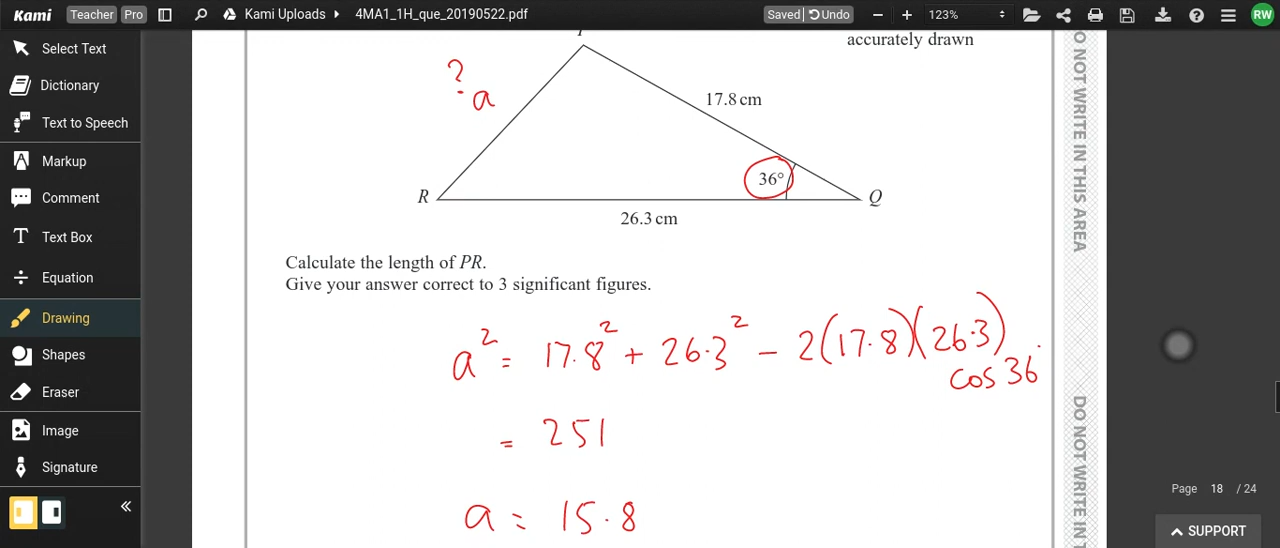 Kami Teacher Pro Kami Uploads 4MA1_1H_que_20190522.pdf Saved Undo 123% RW
Select Text
Dictionary
Text to Speech
Markup
Comment
Text Box
Equation
Drawing
Shapes
Eraser
Image
Signature
accurately drawn
? a
17.8 cm
36°
R
Q
26.3 cm
Calculate the length of PR.
Give your answer correct to 3 significant figures.
a² = 17.8² + 26.3² – 2(17.8)(26.3)
cos 36
= 251
a = 15.8
DO NOT WRITE IN THIS AREA
DO NOT WRITE IN T
Page 18 / 24
SUPPORT